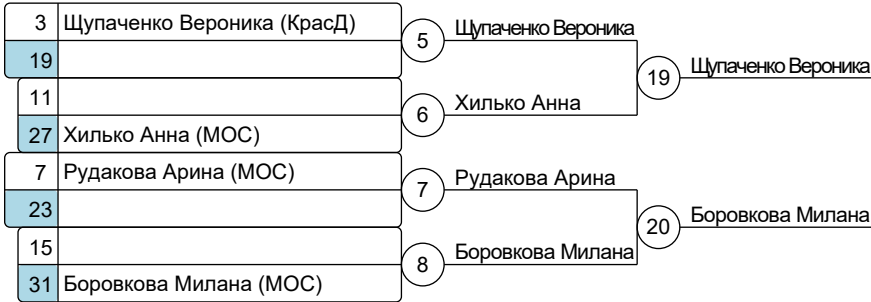 3 Щупаченко Вероника (КрасД)
19
5 Щупаченко Вероника
19 Щупаченко Вероника
11
27 Хилько Анна (МОС)
6 Хилько Анна
7 Рудакова Арина (МОС)
23
7 Рудакова Арина
20 Боровкова Милана
15
31 Боровкова Милана (МОС)
8 Боровкова Милана